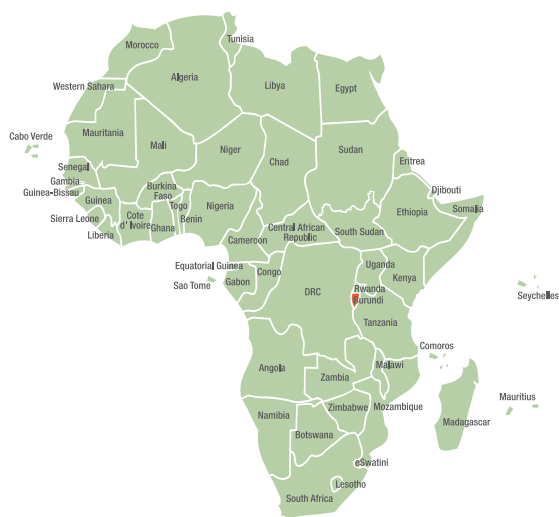 Tunisia
Morocco
Algeria
Libya
Egypt
Western Sahara
Cabo Verde
Mauritania
Mali
Niger
Chad
Sudan
Eritrea
Senegal
Gambia
Guinea-Bissau
Guinea
Burkina
Faso
Togo
Benin
Nigeria
Djibouti
Somalia
Ethiopia
Sierra Leone
Liberia
Cote
d' Ivoire
Ghana
Cameroon
Central African
Republic
South Sudan
Equatorial Guinea
Sao Tome
Gabon
Congo
DRC
Uganda
Kenya
Rwanda
Burundi
Tanzania
Seychelles
Comoros
Malawi
Angola
Zambia
Mozambique
Zimbabwe
Mauritius
Madagascar
Namibia
Botswana
eSwatini
Lesotho
South Africa